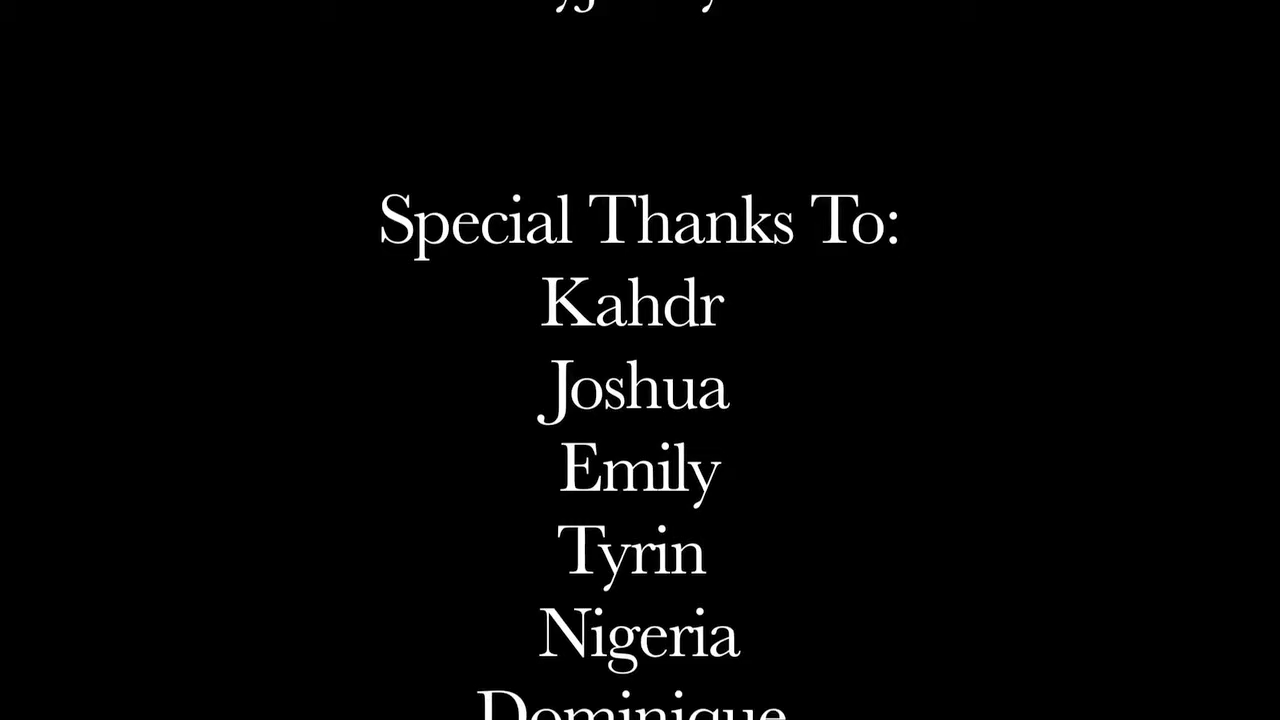 Special Thanks To:
Kahdr
Joshua
Emily
Tyrin
Nigeria
Dominique